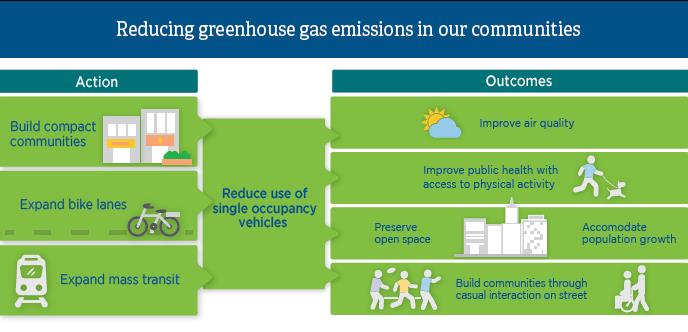 Reducing greenhouse gas emissions in our communities
Action
Build compact
communities
Expand bike lanes
Expand mass transit
Reduce use of
single occupancy
vehicles
Outcomes
Improve air quality
Improve public health with
access to physical activity
Preserve
open space
Accomodate
population growth
Build communities through
casual interaction on street